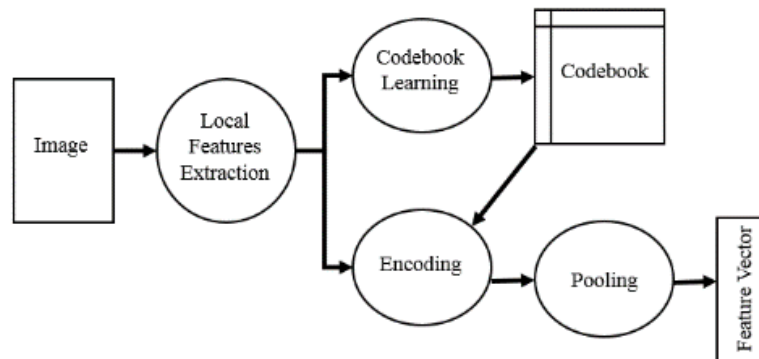 Image
Local
Features
Extraction
Codebook
Learning
Codebook
Encoding
Pooling
Feature Vector